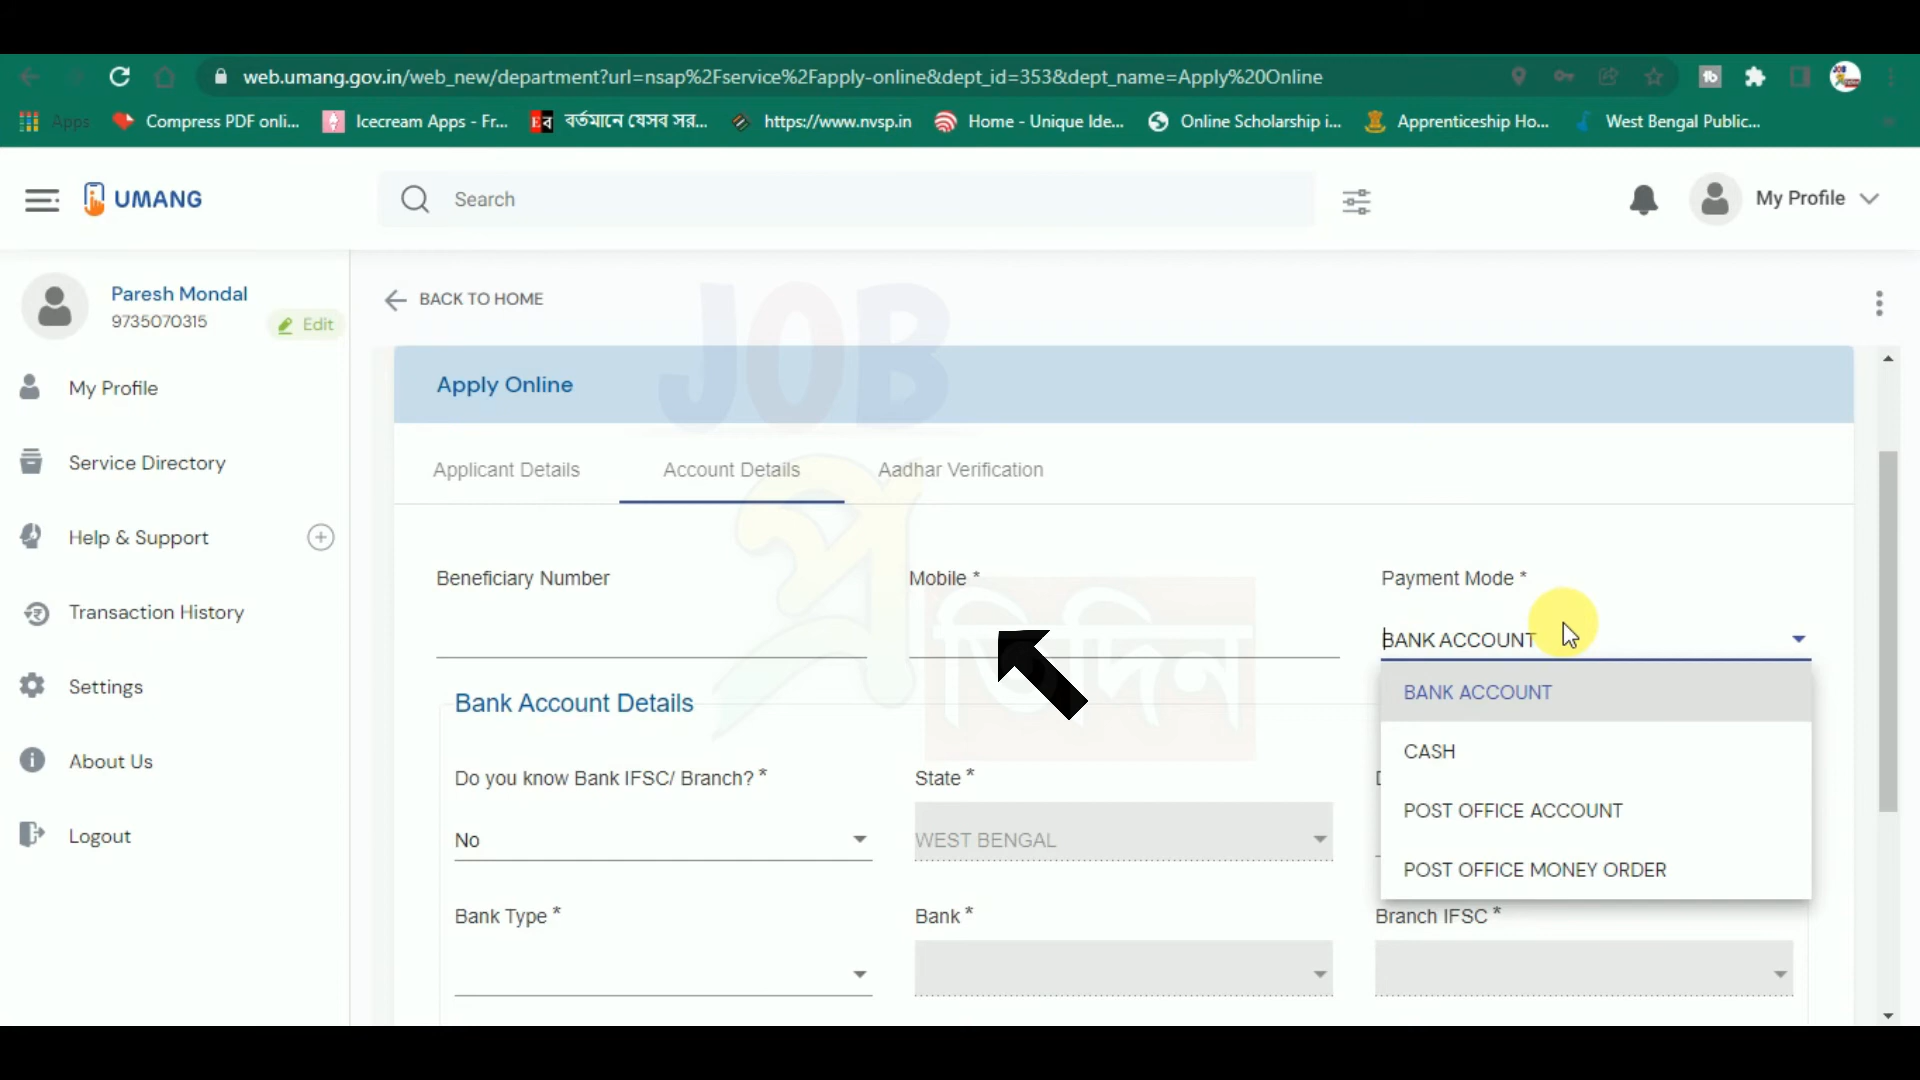 web.umang.gov.in/web_new/department?url=nsap%2Fservice%2Fapply-online&dept_id=353&dept_name=Apply%20Online
Apps Compress PDF onli... Icecream Apps - Fr... বর্তমানে যেসব সর... https://www.nvsp.in Home - Unique Ide... Online Scholarship i... Apprenticeship Ho... West Bengal Public...
UMANG Search My Profile
Paresh Mondal
9735070315
Edit
My Profile
Service Directory
Help & Support
Transaction History
Settings
About Us
Logout
BACK TO HOME
JOB
প্রতিদিন
Apply Online
Applicant Details Account Details Aadhar Verification
Beneficiary Number Mobile * Payment Mode *
BANK ACCOUNT
BANK ACCOUNT
CASH
POST OFFICE ACCOUNT
POST OFFICE MONEY ORDER
Bank Account Details
Do you know Bank IFSC/ Branch? * State *
No WEST BENGAL
Bank Type * Bank * Branch IFSC *